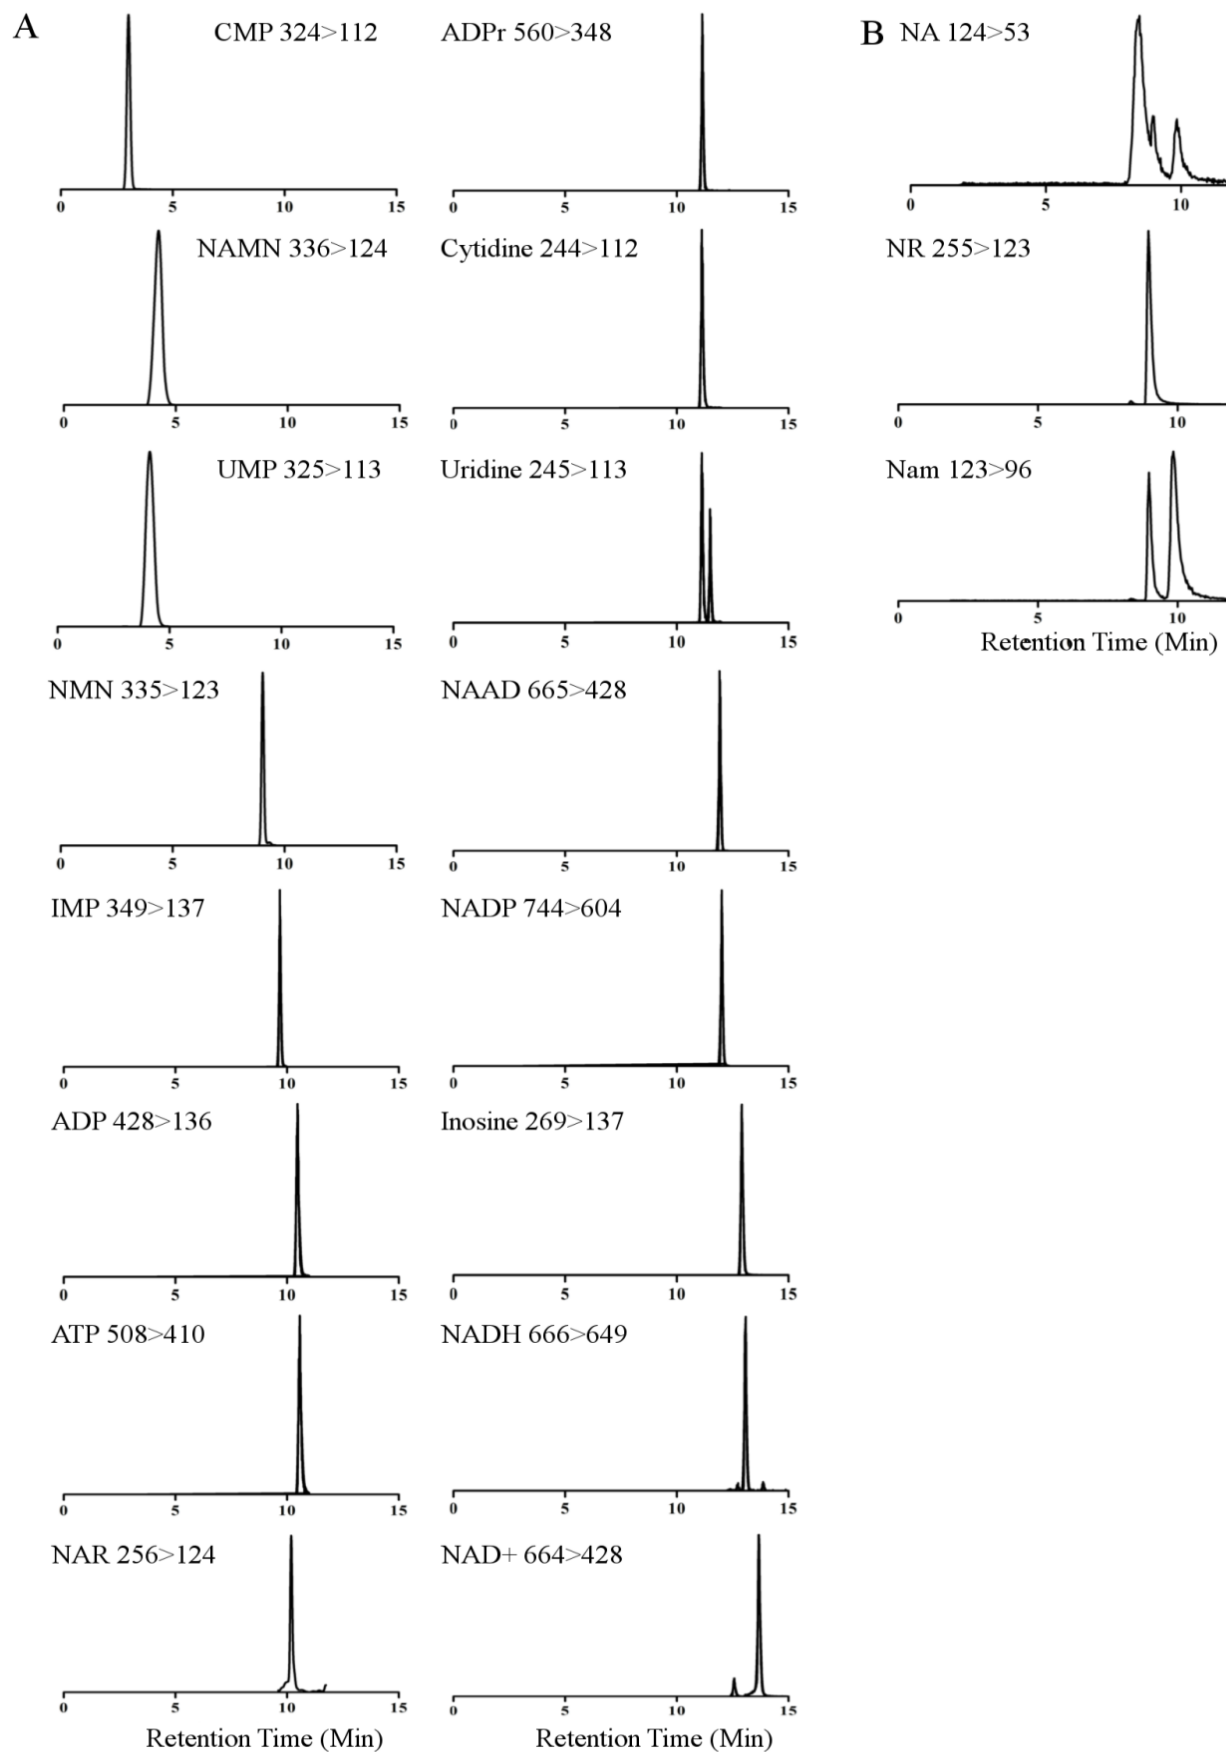 A
CMP 324>112
0 5 10 15
NAMN 336>124
0 5 10 15
UMP 325>113
0 5 10 15
NMN 335>123
0 5 10 15
IMP 349>137
0 5 10 15
ADP 428>136
0 5 10 15
ATP 508>410
0 5 10 15
NAR 256>124
0 5 10 15
Retention Time (Min)
ADPr 560>348
0 5 10 15
Cytidine 244>112
0 5 10 15
Uridine 245>113
0 5 10 15
NAAD 665>428
0 5 10 15
NADP 744>604
0 5 10 15
Inosine 269>137
0 5 10 15
NADH 666>649
0 5 10 15
NAD+ 664>428
0 5 10 15
Retention Time (Min)
B
NA 124>53
0 5 10
NR 255>123
0 5 10
Nam 123>96
0 5 10
Retention Time (Min)